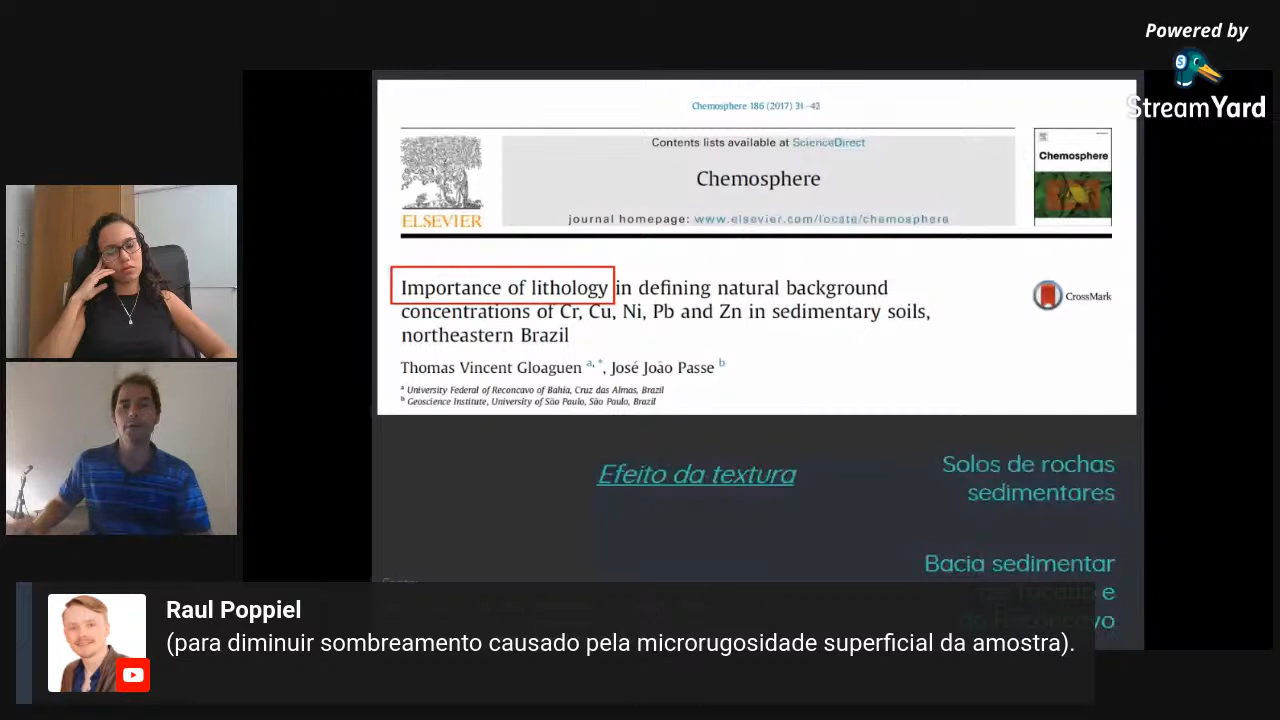 Powered by
StreamYard
Chemosphere 186 (2017) 31–42
Contents lists available at ScienceDirect
Chemosphere
journal homepage: www.elsevier.com/locate/chemosphere
ELSEVIER
Chemosphere
Importance of lithology in defining natural background
concentrations of Cr, Cu, Ni, Pb and Zn in sedimentary soils,
northeastern Brazil
CrossMark
Thomas Vincent Gloaguen a, *, José João Passe b
a University Federal of Reconcavo of Bahia, Cruz das Almas, Brazil
b Geoscience Institute, University of São Paulo, São Paulo, Brazil
Efeito da textura
Solos de rochas
sedimentares
Bacia sedimentar
e
do Recôncavo
Raul Poppiel
(para diminuir sombreamento causado pela microrugosidade superficial da amostra).